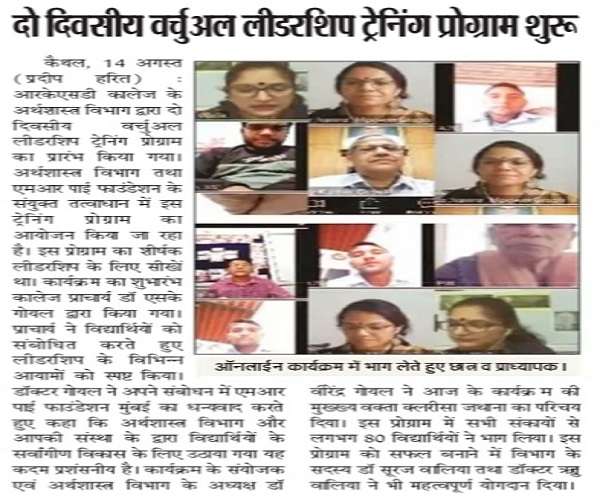 दो दिवसीय वर्चुअल लीडरशिप ट्रेनिंग प्रोग्राम शुरू
कैथल, 14 अगस्त
(प्रदीप हरित) :
आरकेएसडी कालेज के
अर्थशास्त्र विभाग द्वारा दो
दिवसीय वर्चुअल
लीडरशिप ट्रेनिंग प्रोग्राम
का प्रारंभ किया गया।
अर्थशास्त्र विभाग तथा
एमआर पाई फाउंडेशन के
संयुक्त तत्वाधान में इस
ट्रेनिंग प्रोग्राम का
आयोजन किया जा रहा
है। इस प्रोग्राम का शीर्षक
लीडरशिप के लिए सीखें
था। कार्यक्रम का शुभारंभ
कालेज प्राचार्य डॉ एसके
गोयल द्वारा किया गया।
प्राचार्य ने विद्यार्थियों को
संबोधित करते हुए
लीडरशिप के विभिन्न
आयामों को स्पष्ट किया।
डॉक्टर गोयल ने अपने संबोधन में एमआर
पाई फाउंडेशन मुंबई का धन्यवाद करते
हुए कहा कि अर्थशास्त्र विभाग और
आपकी संस्था के द्वारा विद्यार्थियों के
सर्वांगीण विकास के लिए उठाया गया यह
कदम प्रशंसनीय है। कार्यक्रम के संयोजक
एवं अर्थशास्त्र विभाग के अध्यक्ष डॉ
ऑनलाईन कार्यक्रम में भाग लेते हुए छात्र व प्राध्यापक।
वीरेंद्र गोयल ने आज के कार्यक्रम की
मुख्य वक्ता क्लरीसा जथाना का परिचय
दिया। इस प्रोग्राम में सभी संकायों से
लगभग 80 विद्यार्थियों ने भाग लिया। इस
प्रोग्राम को सफल बनाने में विभाग के
सदस्य डॉ सूरज वालिया तथा डॉक्टर ऋतु
वालिया ने भी महत्वपूर्ण योगदान दिया।